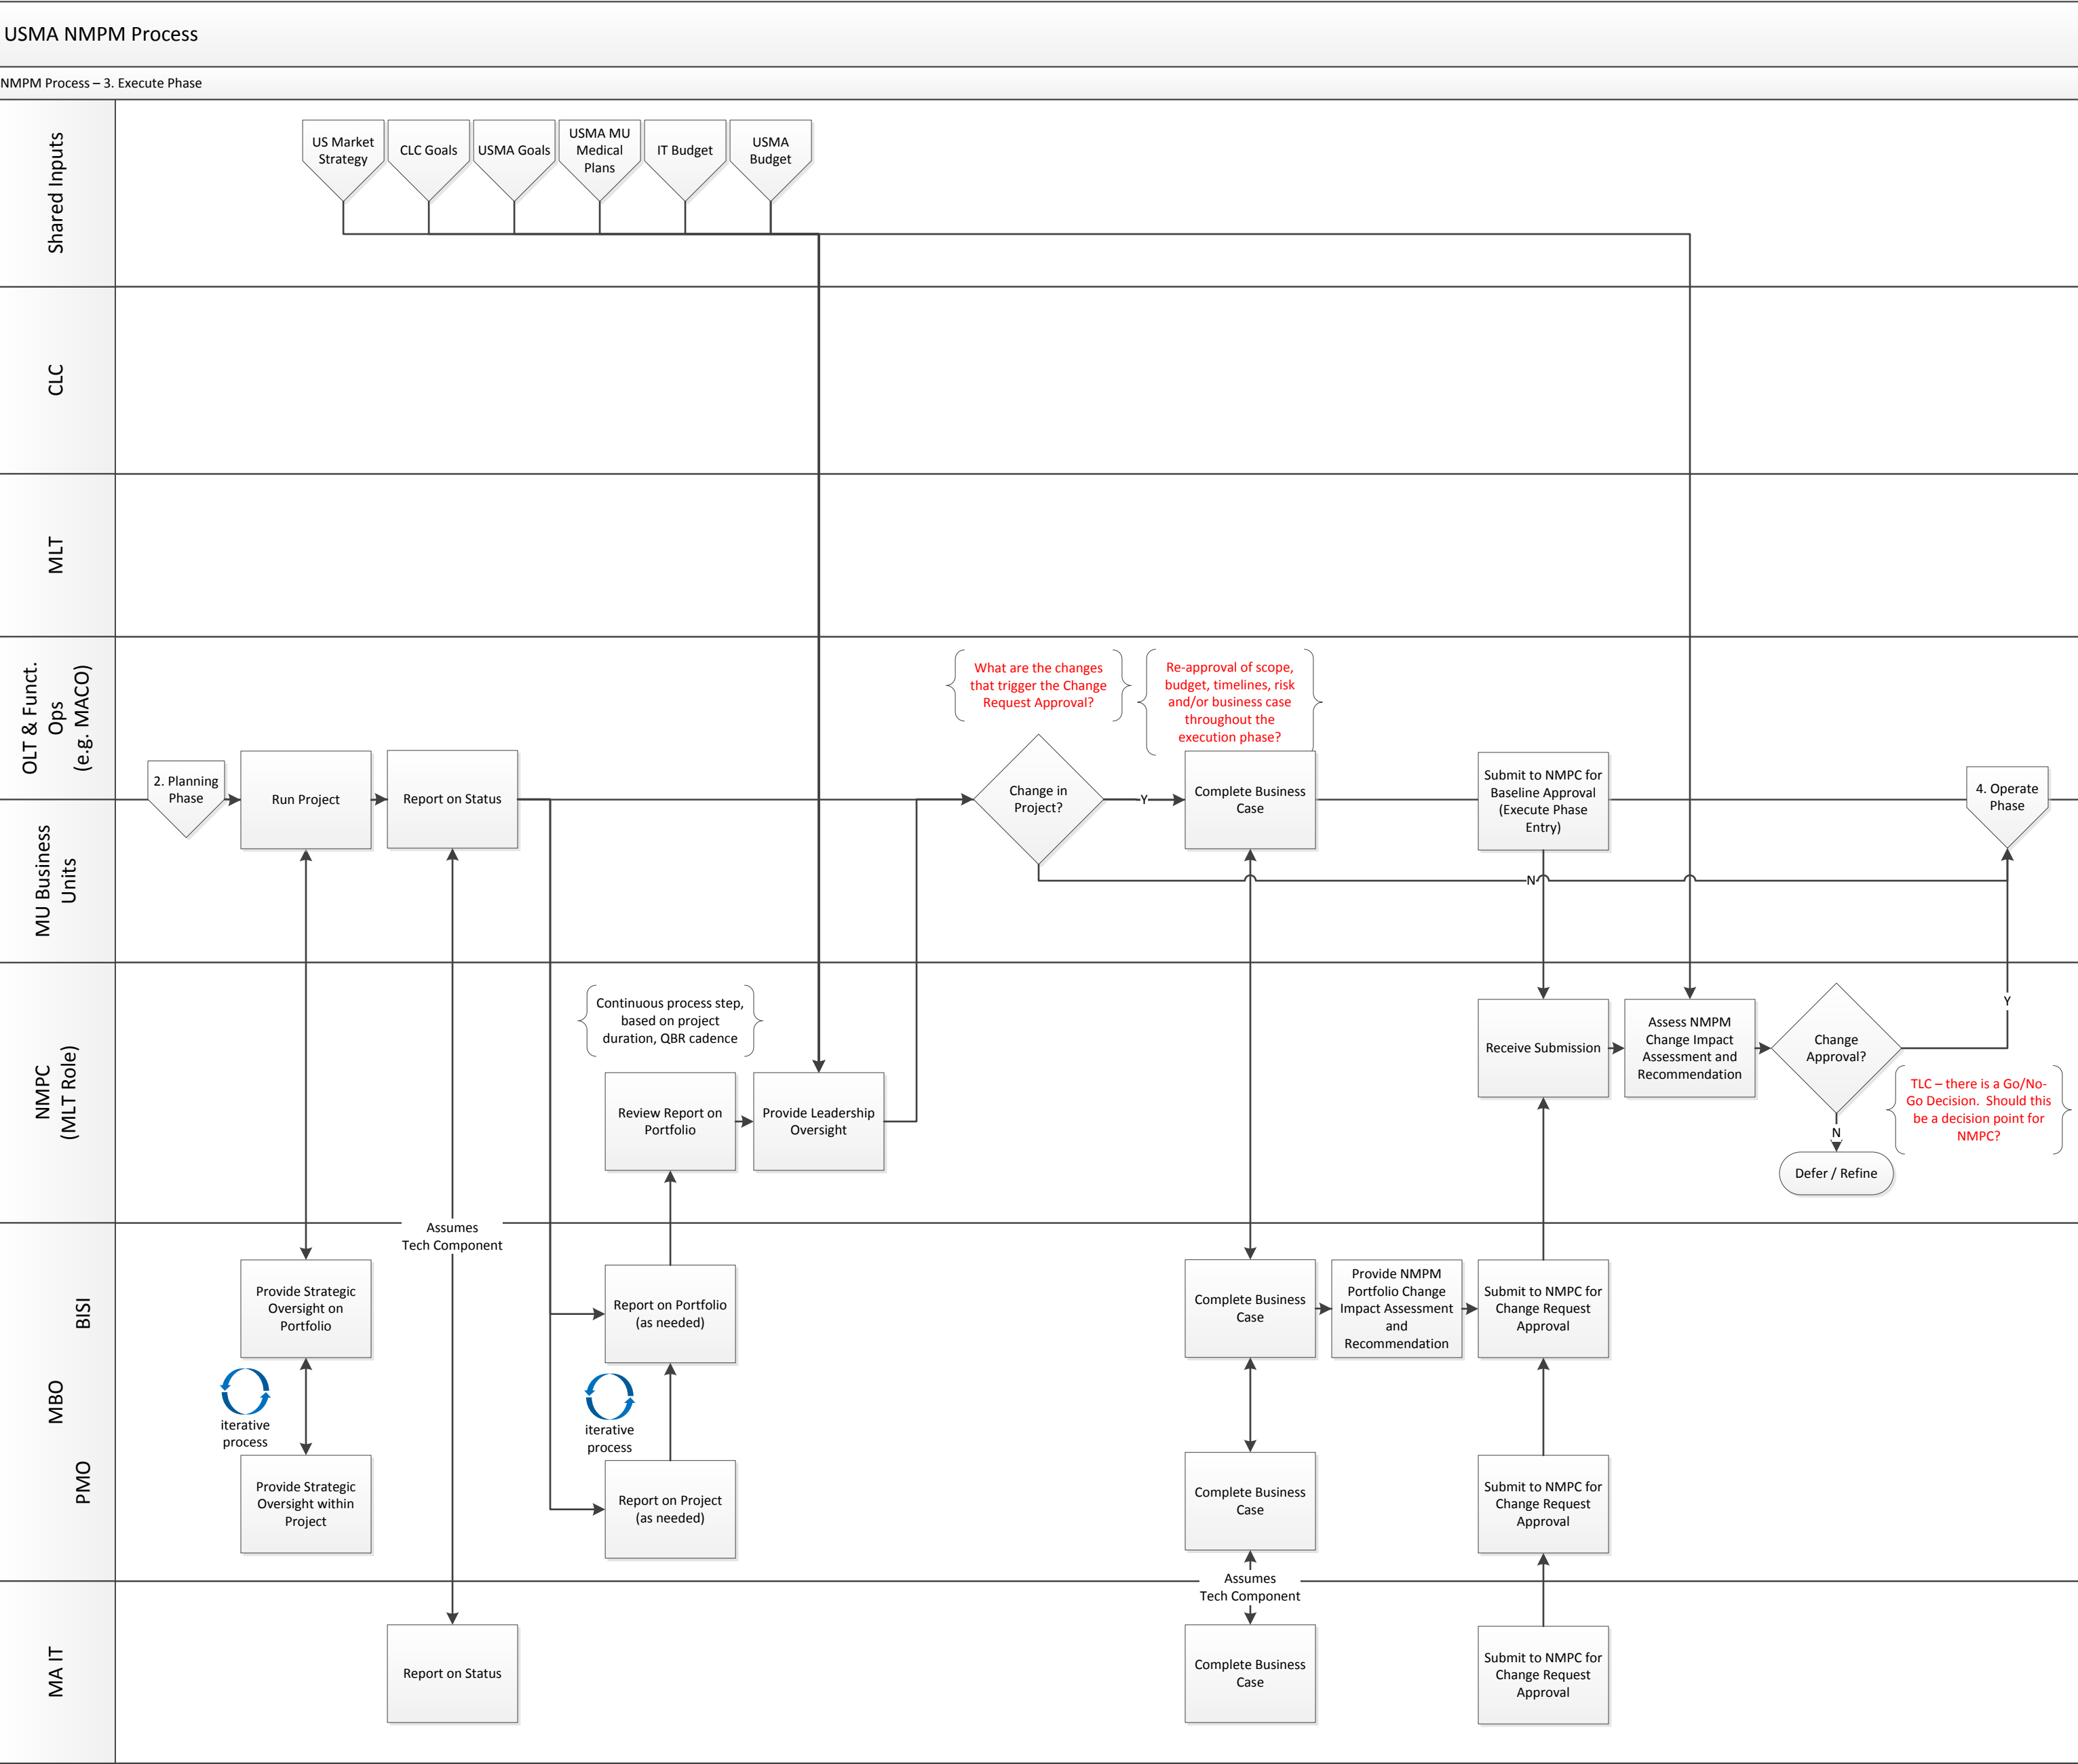 USMA NMPM Process
NMPM Process – 3. Execute Phase
Shared Inputs
US Market
Strategy
CLC Goals
USMA Goals
USMA MU
Medical
Plans
IT Budget
USMA
Budget
CLC
MLT
OLT & Funct.
Ops
(e.g. MACO)
What are the changes
that trigger the Change
Request Approval?
Re-approval of scope,
budget, timelines, risk
and/or business case
throughout the
execution phase?
2. Planning
Phase
Run Project
Report on Status
Change in
Project?
Y
Complete Business
Case
Submit to NMPC for
Baseline Approval
(Execute Phase
Entry)
4. Operate
Phase
MU Business
Units
N
NMPC
(MLT Role)
Continuous process step,
based on project
duration, QBR cadence
Review Report on
Portfolio
Provide Leadership
Oversight
Receive Submission
Assess NMPM
Change Impact
Assessment and
Recommendation
Change
Approval?
Y
N
Defer / Refine
TLC – there is a Go/No-
Go Decision.  Should this
be a decision point for
NMPC?
Assumes
Tech Component
MBO
BISI
Provide Strategic
Oversight on
Portfolio
Report on Portfolio
(as needed)
Complete Business
Case
Provide NMPM
Portfolio Change
Impact Assessment
and
Recommendation
Submit to NMPC for
Change Request
Approval
iterative
process
iterative
process
PMO
Provide Strategic
Oversight within
Project
Report on Project
(as needed)
Complete Business
Case
Submit to NMPC for
Change Request
Approval
Assumes
Tech Component
MA IT
Report on Status
Complete Business
Case
Submit to NMPC for
Change Request
Approval